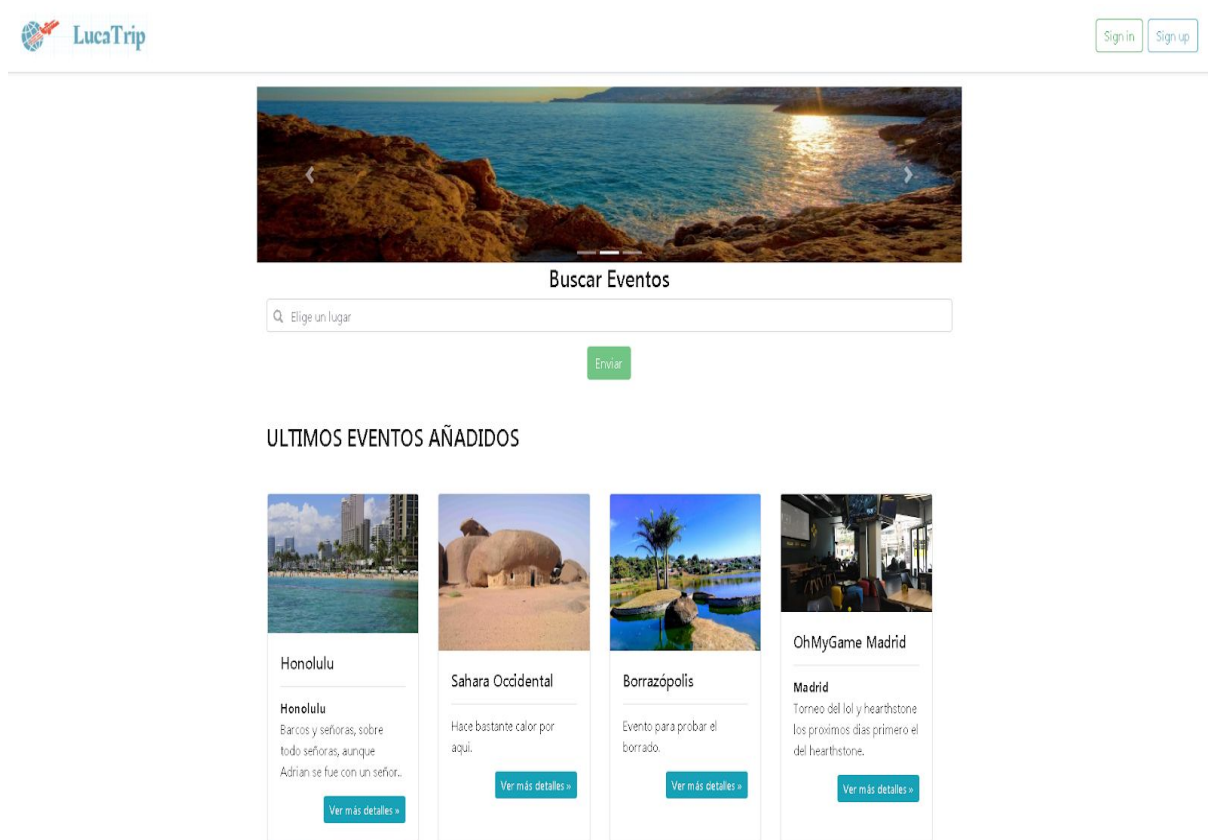 LucaTrip
Sign in
Sign up
Buscar Eventos
Elige un lugar
Enviar
ULTIMOS EVENTOS AÑADIDOS
Honolulu
Honolulu
Barcos y señoras, sobre
todo señoras, aunque
Adrian se fue con un señor..
Ver más detalles »
Sahara Occidental
Hace bastante calor por
aqui.
Ver más detalles »
Borrazópolis
Evento para probar el
borrado.
Ver más detalles »
OhMyGame Madrid
Madrid
Torneo del lol y hearthstone
los proximos dias primero el
del hearthstone.
Ver más detalles »